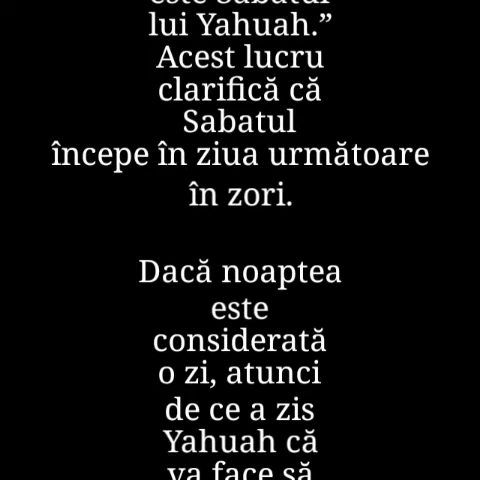 este Sabatul
lui Yahuah.”
Acest lucru
clarifică că
Sabatul
începe în ziua următoare
în zori.
Dacă noaptea
este
considerată
o zi, atunci
de ce a zis
Yahuah că
va face să